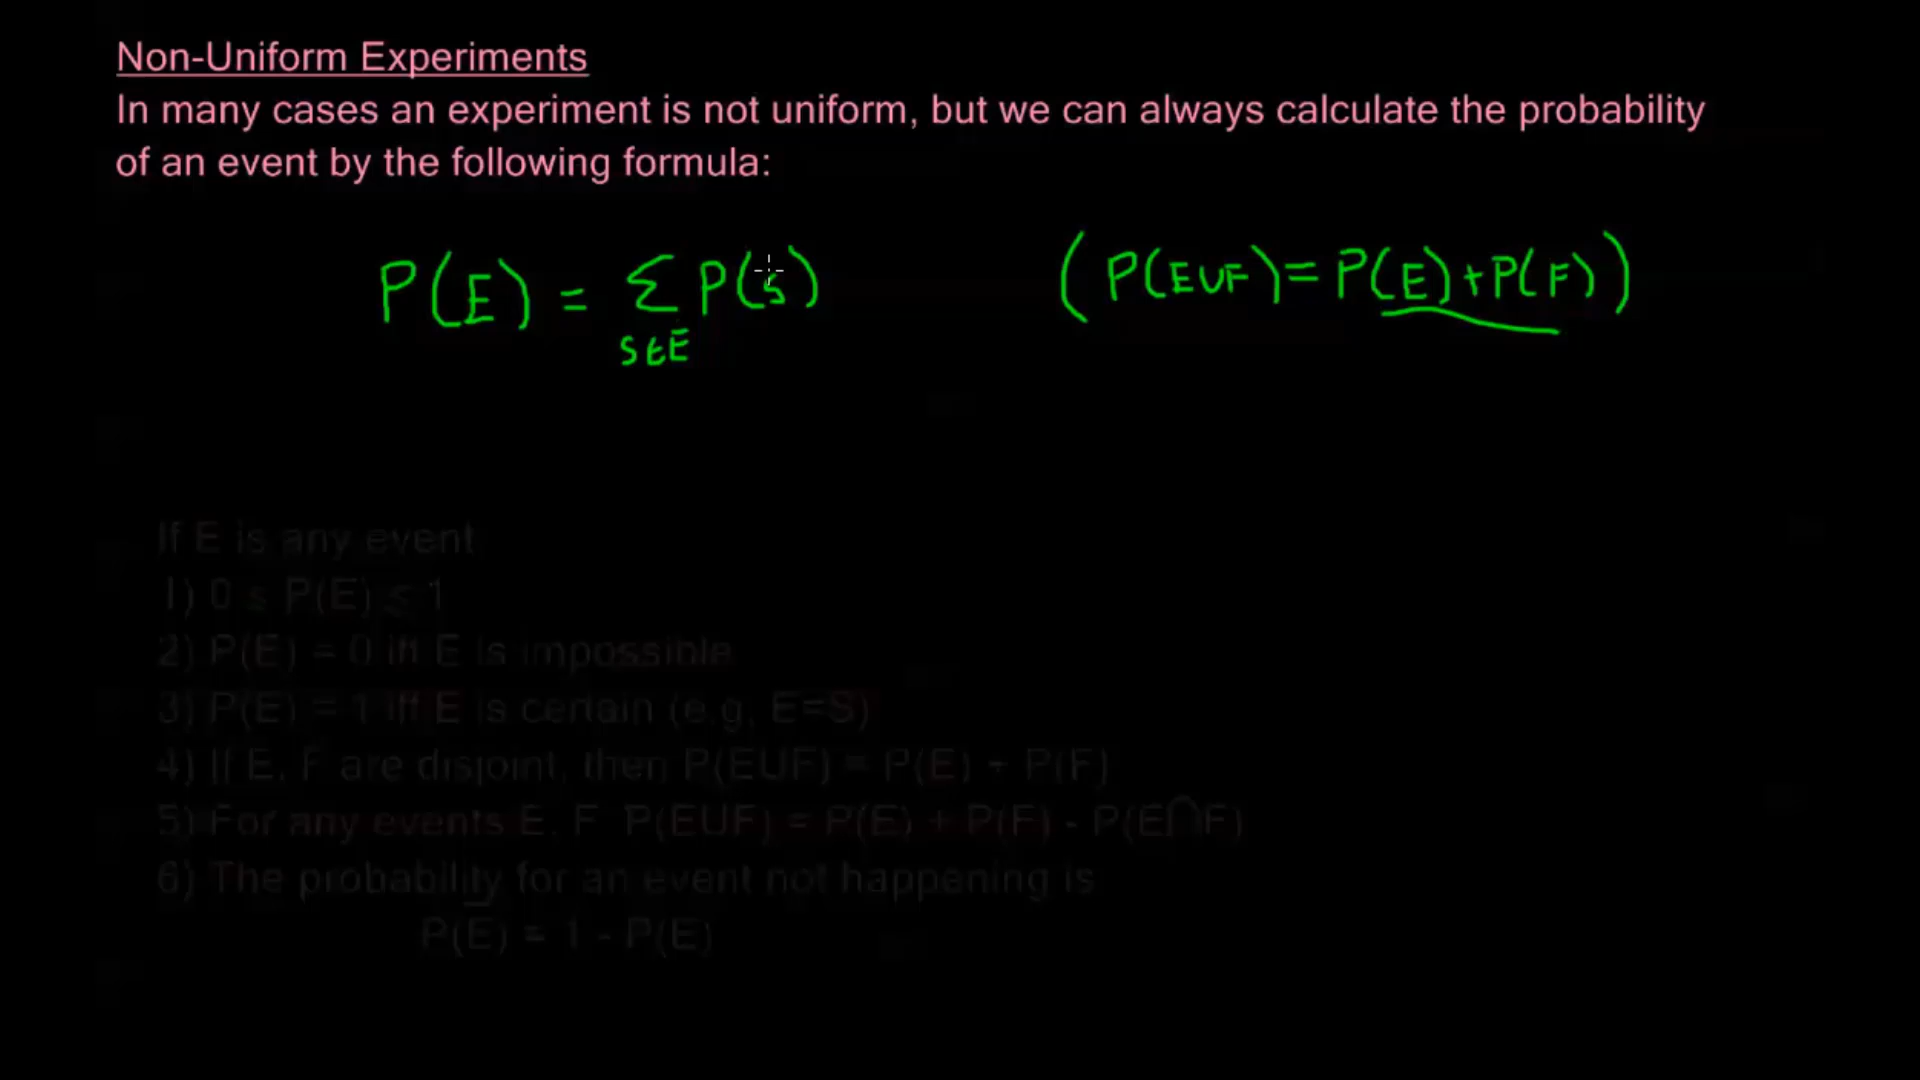 Non-Uniform Experiments
In many cases an experiment is not uniform, but we can always calculate the probability
of an event by the following formula:
P(E) = Σ P(s)
s∈E
(P(E∪F) = P(E) + P(F))
If E is any event
1) 0 ≤ P(E) ≤ 1
2) P(E) = 0 iff E is impossible
3) P(E) = 1 iff E is certain (e.g, E=S)
4) If E, F are disjoint, then P(EUF) = P(E) + P(F)
5) For any events E, F P(EUF) = P(E) + P(F) - P(E∩F)
6) The probability for an event not happening is
P(E̅) = 1 - P(E)